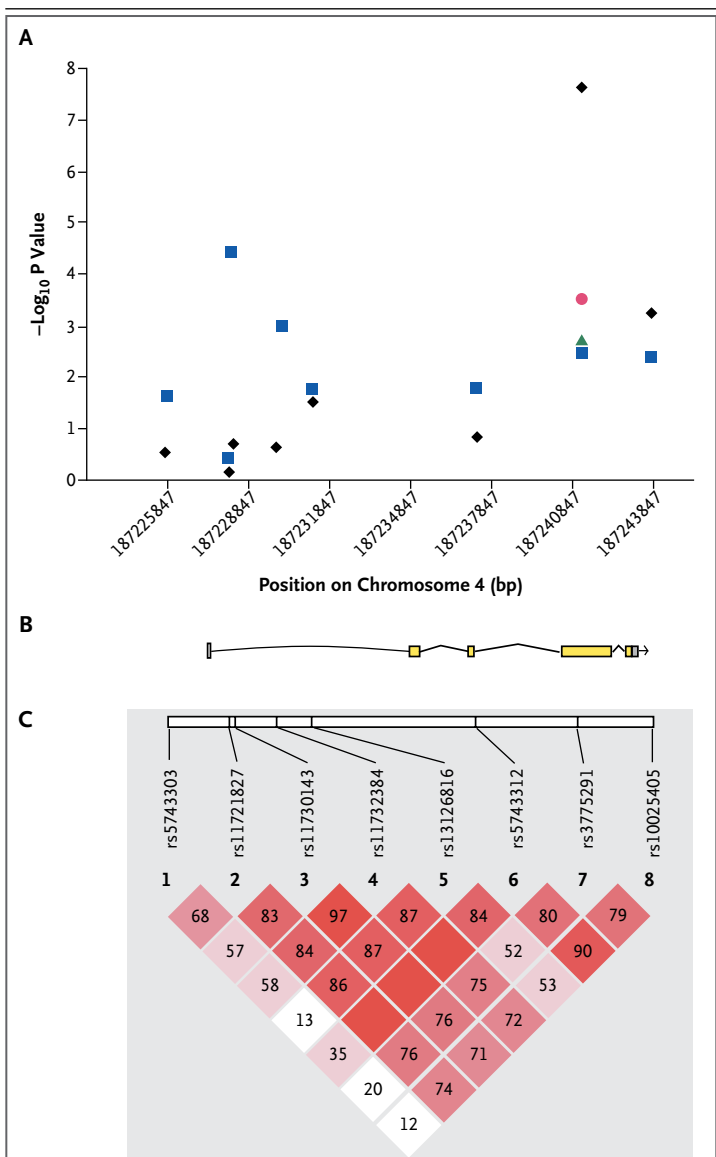 A
8
7
6
5
4
3
2
1
0
–Log10 P Value
187225847
187228847
187231847
187234847
187237847
187240847
187243847
Position on Chromosome 4 (bp)
B
C
rs5743303
rs11721827
rs11730143
rs11732384
rs13126816
rs5743312
rs3775291
rs10025405
1 2 3 4 5 6 7 8
68 83 97 87 84 80 79
57 84 87 52 90
58 86 75 53
13 76 72
35 76 71
20 74
12